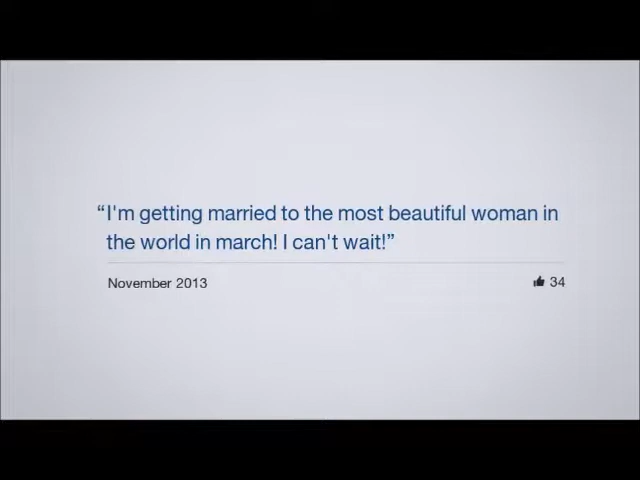 “I'm getting married to the most beautiful woman in
the world in march! I can't wait!”
November 2013
34